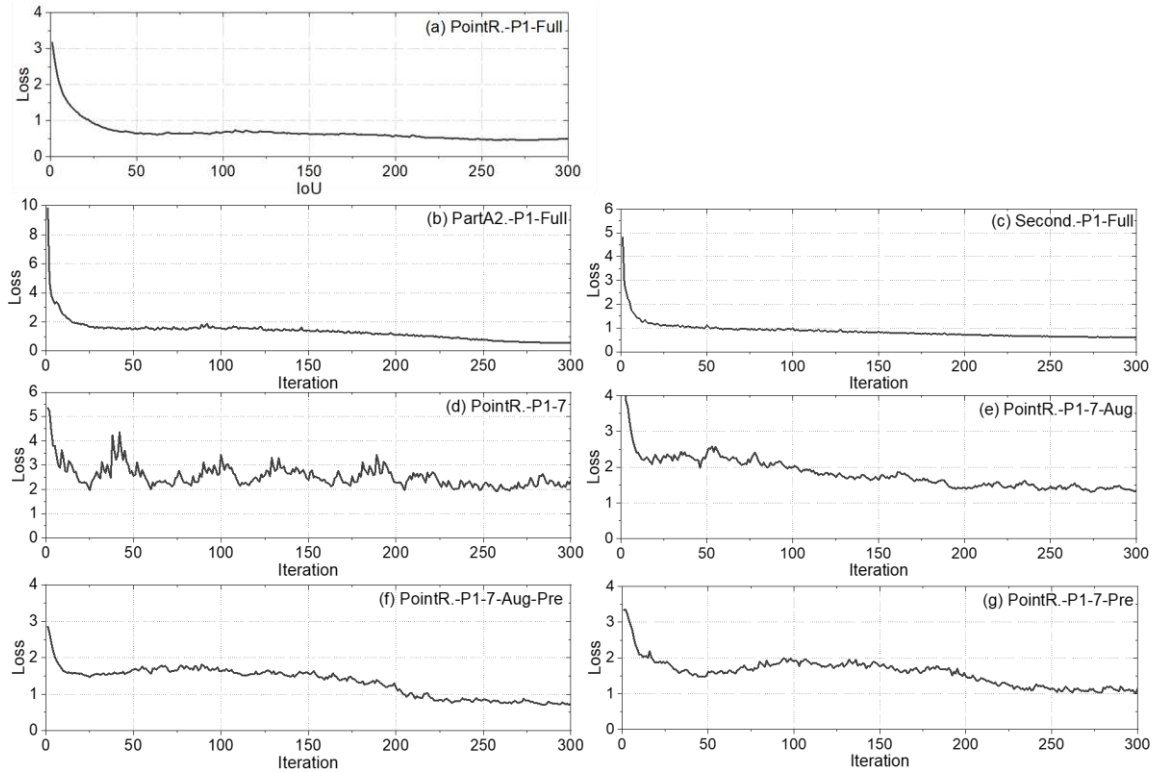 (a) PointR.-P1-Full
4
3
2
1
0
Loss
0 50 100 150 200 250 300
IoU
(b) PartA2.-P1-Full
10
8
6
4
2
0
Loss
0 50 100 150 200 250 300
Iteration
(c) Second.-P1-Full
6
5
4
3
2
1
0
Loss
0 50 100 150 200 250 300
Iteration
(d) PointR.-P1-7
6
5
4
3
2
1
0
Loss
0 50 100 150 200 250 300
Iteration
(e) PointR.-P1-7-Aug
4
3
2
1
0
Loss
0 50 100 150 200 250 300
Iteration
(f) PointR.-P1-7-Aug-Pre
4
3
2
1
0
Loss
0 50 100 150 200 250 300
Iteration
(g) PointR.-P1-7-Pre
4
3
2
1
0
Loss
0 50 100 150 200 250 300
Iteration